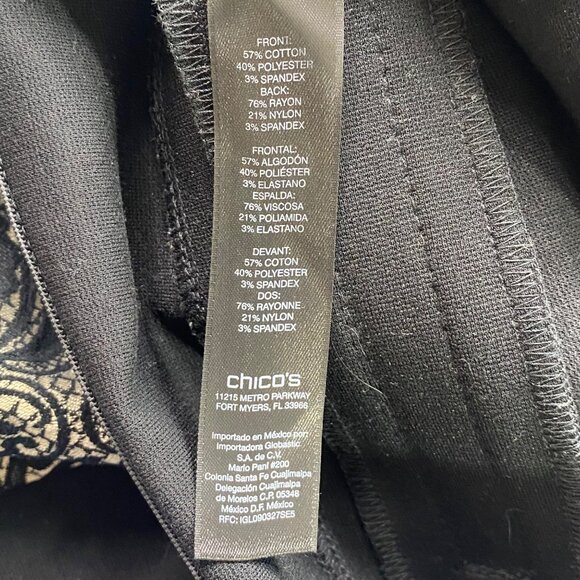 FRONT:
57% COTTON
40% POLYESTER
3% SPANDEX
BACK:
76% RAYON
21% NYLON
3% SPANDEX
FRONTAL:
57% ALGODÓN
40% POLIÉSTER
3% ELASTANO
ESPALDA:
76% VISCOSA
21% POLIAMIDA
3% ELASTANO
DEVANT:
57% COTON
40% POLYESTER
3% SPANDEX
DOS:
76% RAYONNE
21% NYLON
3% SPANDEX
chico's
11215 METRO PARKWAY
FORT MYERS, FL 33966
Importado en México por:
Importadora Globastic
S.A. de C.V.
Mario Pani #200
Colonia Santa Fe Cuajimalpa
Delegación Cuajimalpa
de Morelos C.P. 05348
México D.F. México
RFC: IGL090327SE5